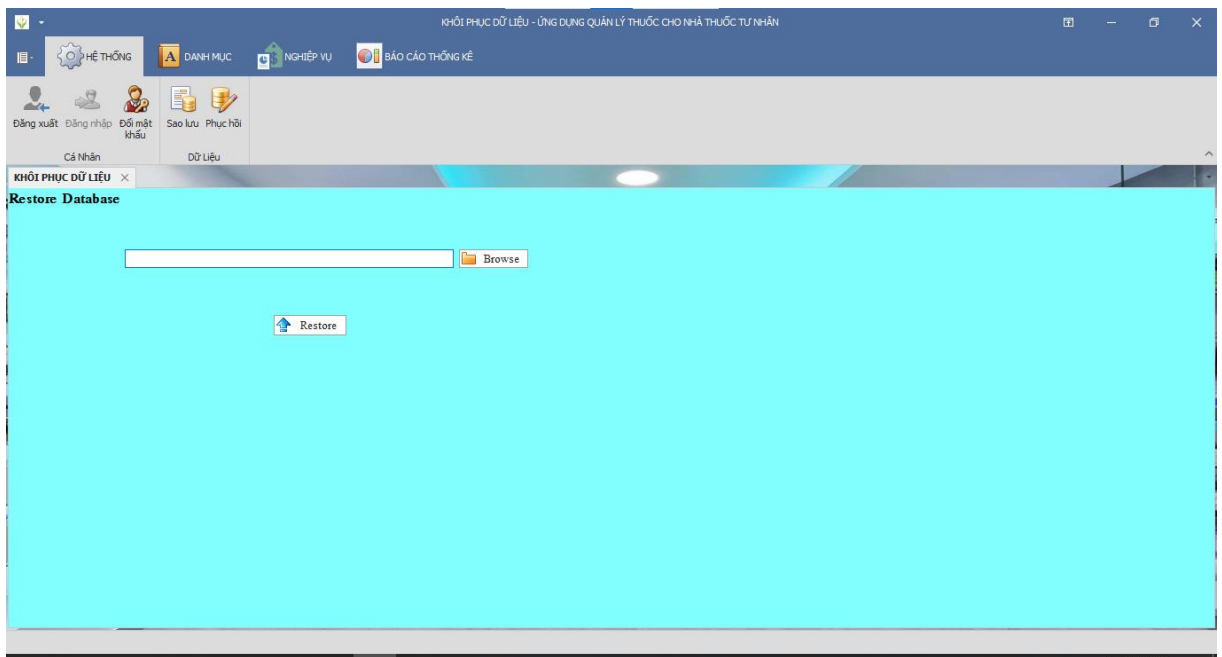 KHÔI PHỤC DỮ LIỆU - ỨNG DỤNG QUẢN LÝ THUỐC CHO NHÀ THUỐC TƯ NHÂN
HỆ THỐNG
DANH MỤC
NGHIỆP VỤ
BÁO CÁO THỐNG KÊ
Đăng xuất
Đăng nhập
Đổi mật
khẩu
Sao lưu
Phục hồi
Cá Nhân
Dữ Liệu
KHÔI PHỤC DỮ LIỆU
Restore Database
Browse
Restore